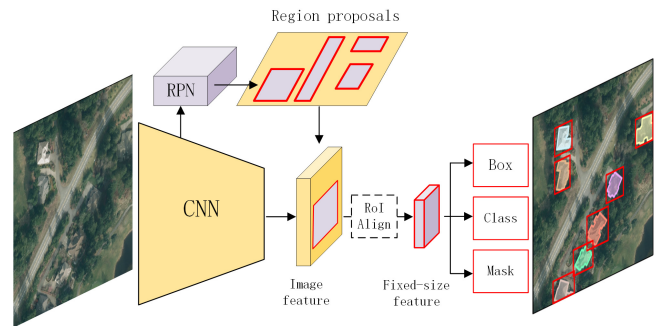 Region proposals
RPN
CNN
RoI
Align
Box
Class
Mask
Image
feature
Fixed-size
feature